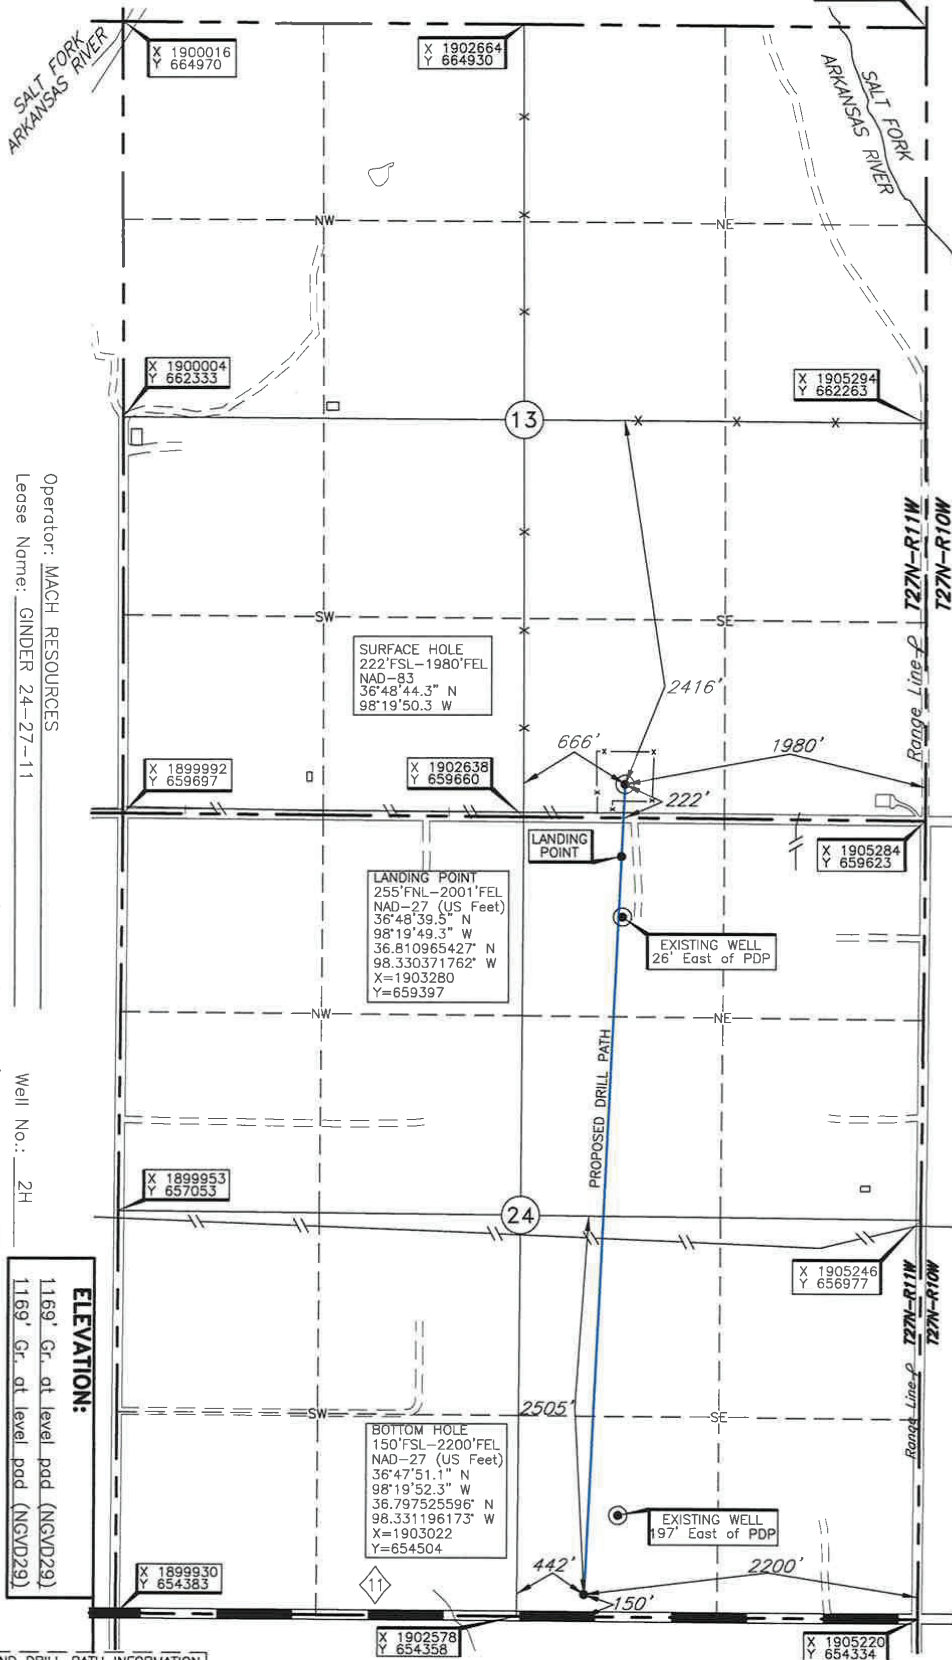 SALT FORK
ARKANSAS RIVER
X 1900016
Y 664970
X 1902664
Y 664930
SALT FORK
ARKANSAS RIVER
NW
NE
X 1900004
Y 662333
X 1905294
Y 662263
13
T27N-R11W
T27N-R10W
Operator: MACH RESOURCES
Lease Name: GINDER 24-27-11
SW
SE
SURFACE HOLE
222'FSL-1980'FEL
NAD-83
36°48'44.3" N
98°19'50.3 W
2416'
Range Line
666'
1980'
X 1899992
Y 659697
X 1902638
Y 659660
222'
LANDING
POINT
X 1905284
Y 659623
LANDING POINT
255'FNL-2001'FEL
NAD-27 (US Feet)
36°48'39.5" N
98°19'49.3" W
36.810965427° N
98.330371762° W
X=1903280
Y=659397
EXISTING WELL
26' East of PDP
NW
NE
PROPOSED DRILL PATH
Well No.: 2H
X 1899953
Y 657053
24
X 1905246
Y 656977
T27N-R11W
T27N-R10W
ELEVATION:
1169' Gr. at level pad (NGVD29)
1169' Gr. at level pad (NGVD29)
Range Line
SW
2505'
SE
BOTTOM HOLE
150'FSL-2200'FEL
NAD-27 (US Feet)
36°47'51.1" N
98°19'52.3" W
36.797525596° N
98.331196173° W
X=1903022
Y=654504
EXISTING WELL
197' East of PDP
X 1899930
Y 654383
11
442'
2200'
150'
X 1902578
Y 654358
X 1905220
Y 654334
DRILL PATH INFORMATION